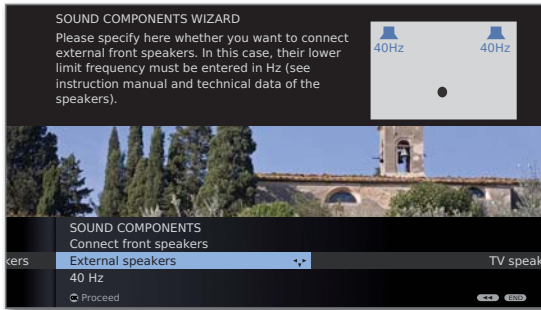 SOUND COMPONENTS WIZARD
Please specify here whether you want to connect
external front speakers. In this case, their lower
limit frequency must be entered in Hz (see
instruction manual and technical data of the
speakers).
40Hz 40Hz
SOUND COMPONENTS
Connect front speakers
kers External speakers TV speak
40 Hz
OK Proceed END